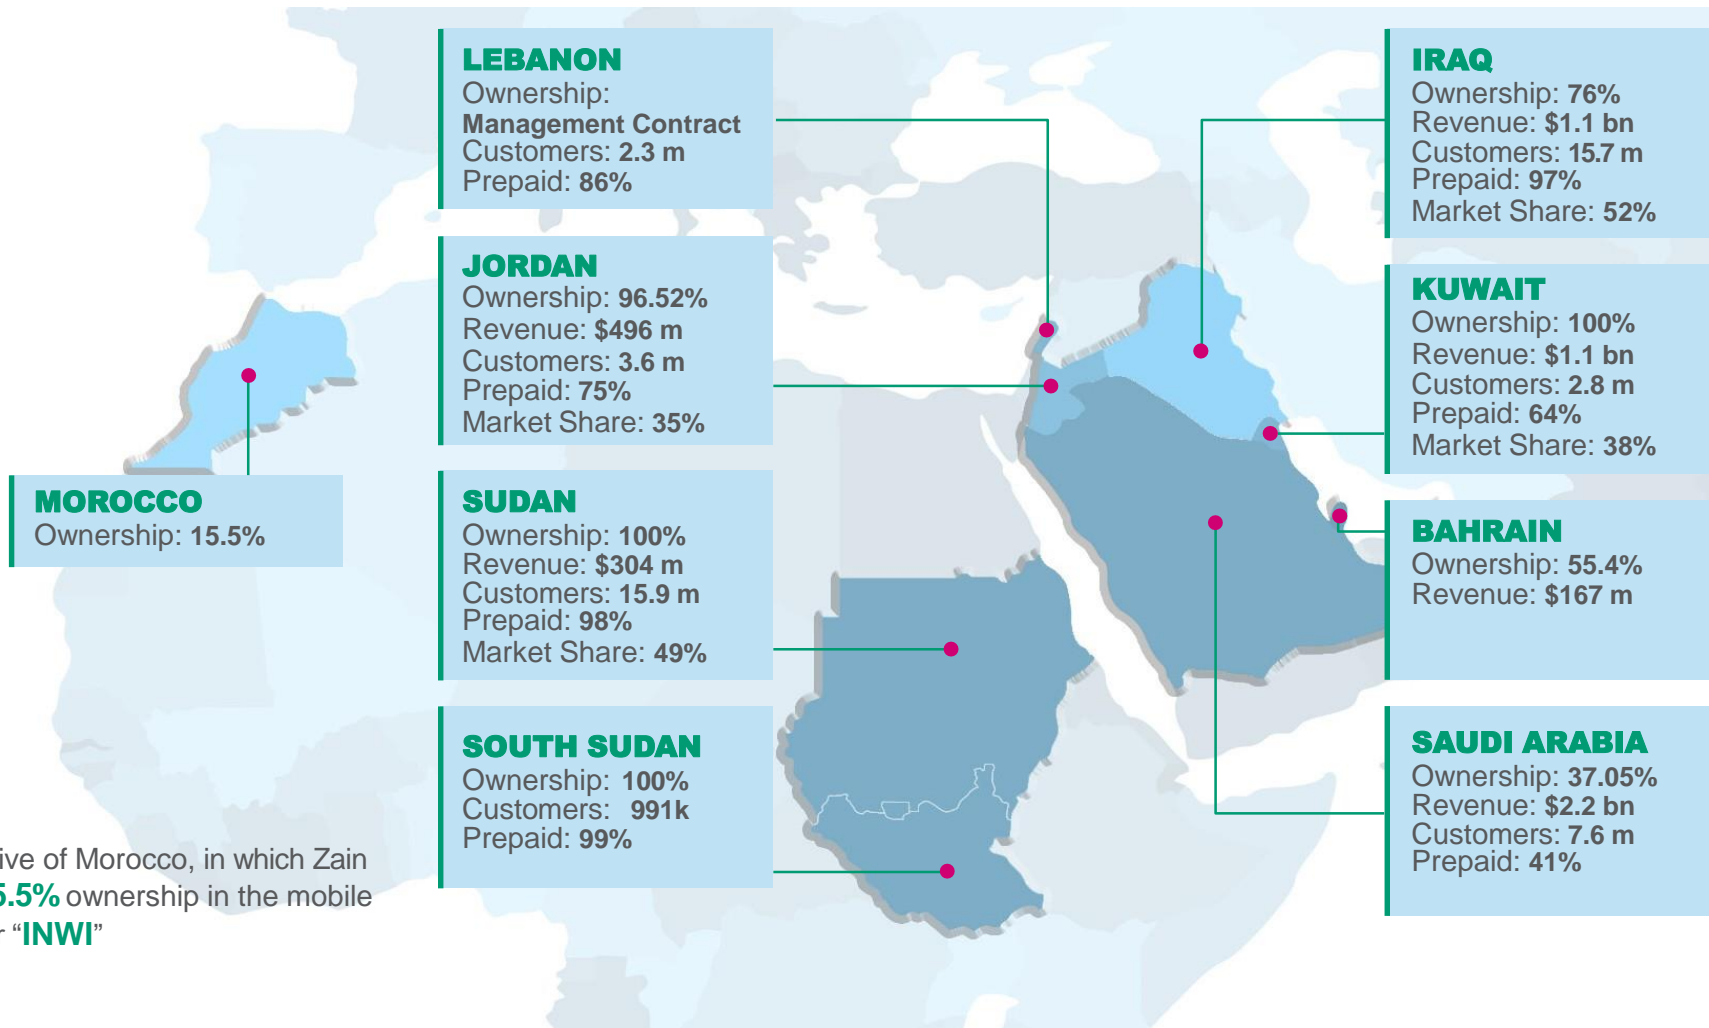 LEBANON
Ownership:
Management Contract
Customers: 2.3 m
Prepaid: 86%
JORDAN
Ownership: 96.52%
Revenue: $496 m
Customers: 3.6 m
Prepaid: 75%
Market Share: 35%
MOROCCO
Ownership: 15.5%
SUDAN
Ownership: 100%
Revenue: $304 m
Customers: 15.9 m
Prepaid: 98%
Market Share: 49%
SOUTH SUDAN
Ownership: 100%
Customers: 991k
Prepaid: 99%
IRAQ
Ownership: 76%
Revenue: $1.1 bn
Customers: 15.7 m
Prepaid: 97%
Market Share: 52%
KUWAIT
Ownership: 100%
Revenue: $1.1 bn
Customers: 2.8 m
Prepaid: 64%
Market Share: 38%
BAHRAIN
Ownership: 55.4%
Revenue: $167 m
SAUDI ARABIA
Ownership: 37.05%
Revenue: $2.2 bn
Customers: 7.6 m
Prepaid: 41%
of Morocco, in which Zain
ownership in the mobile
“INWI”